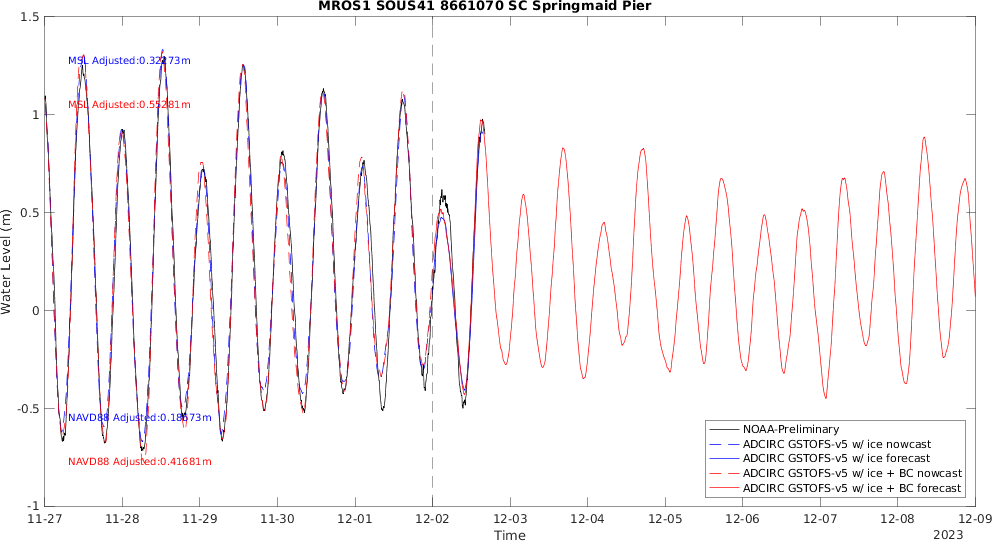 MROS1 SOUS41 8661070 SC Springmaid Pier
1.5
1
0.5
0
-0.5
-1
Water Level (m)
MSL Adjusted:0.32273m
MSL Adjusted:0.55281m
NAVD88 Adjusted:0.18673m
NAVD88 Adjusted:0.41681m
NOAA-Preliminary
ADCIRC GSTOFS-v5 w/ ice nowcast
ADCIRC GSTOFS-v5 w/ ice forecast
ADCIRC GSTOFS-v5 w/ ice + BC nowcast
ADCIRC GSTOFS-v5 w/ ice + BC forecast
11-27 11-28 11-29 11-30 12-01 12-02 12-03 12-04 12-05 12-06 12-07 12-08 12-09
Time
2023